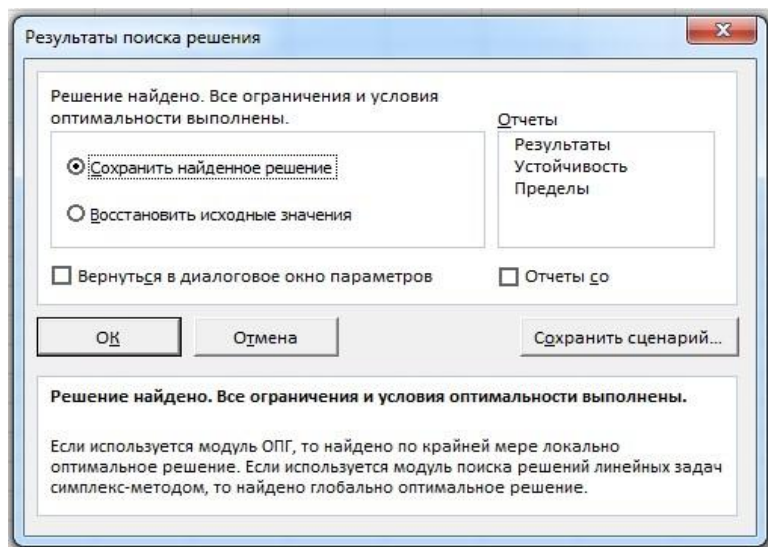 Результаты поиска решения
Решение найдено. Все ограничения и условия
оптимальности выполнены.
Отчеты
Результаты
Устойчивость
Пределы
Сохранить найденное решение
Восстановить исходные значения
Вернуться в диалоговое окно параметров
Отчеты со
ОК
Отмена
Сохранить сценарий...
Решение найдено. Все ограничения и условия оптимальности выполнены.
Если используется модуль ОПГ, то найдено по крайней мере локально
оптимальное решение. Если используется модуль поиска решений линейных задач
симплекс-методом, то найдено глобально оптимальное решение.